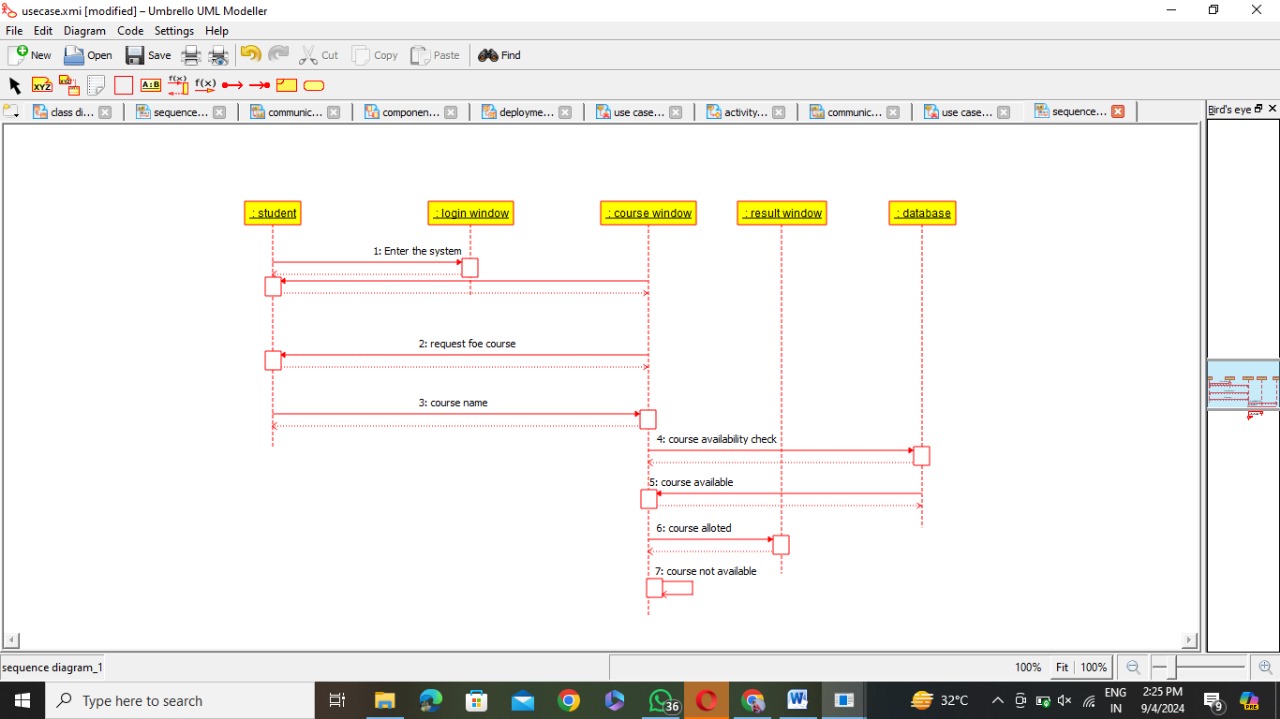 usecase.xmi [modified] – Umbrello UML Modeller
File Edit Diagram Code Settings Help
New Open Save Cut Copy Paste Find
XYZ A:B f(x) f(x)
class di... sequence... communic... componen... deployme... use case... activity... communic... use case... sequence... Bird's eye
: student : login window : course window : result window : database
1: Enter the system
2: request foe course
3: course name
4: course availability check
5: course available
6: course alloted
7: course not available
sequence diagram_1 100% Fit 100%
Type here to search 36 W 32°C ENG IN 2:25 PM 9/4/2024 9 PRE